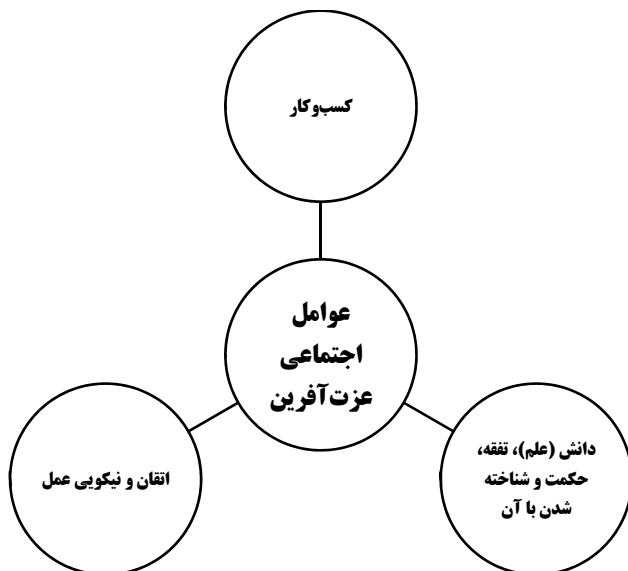 کسب‌وکار
عوامل
اجتماعی
عزت‌آفرین
دانش (علم)، تفقه،
حکمت و شناخته
شدن با آن
اتقان و نیکویی عمل